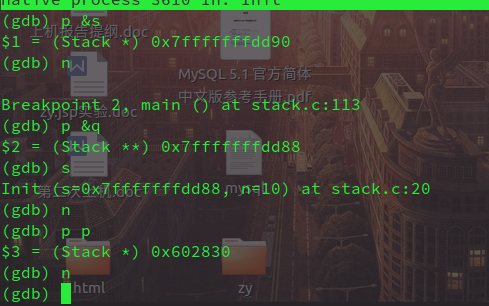 native process 3610 in: Init
(gdb) p &s
上机报告提纲.doc
$1 = (Stack *) 0x7fffffffdd90
(gdb) n
MySQL 5.1 官方简体
中文版参考手册.pdf
Breakpoint 2, main () at stack.c:113
zy.jsp实验.doc
(gdb) p &q
$2 = (Stack **) 0x7fffffffdd88
(gdb) s
Init (s=0x7fffffffdd88, n=10) at stack.c:20
(gdb) n
(gdb) p p
$3 = (Stack *) 0x602830
(gdb) n
html
zy
(gdb)